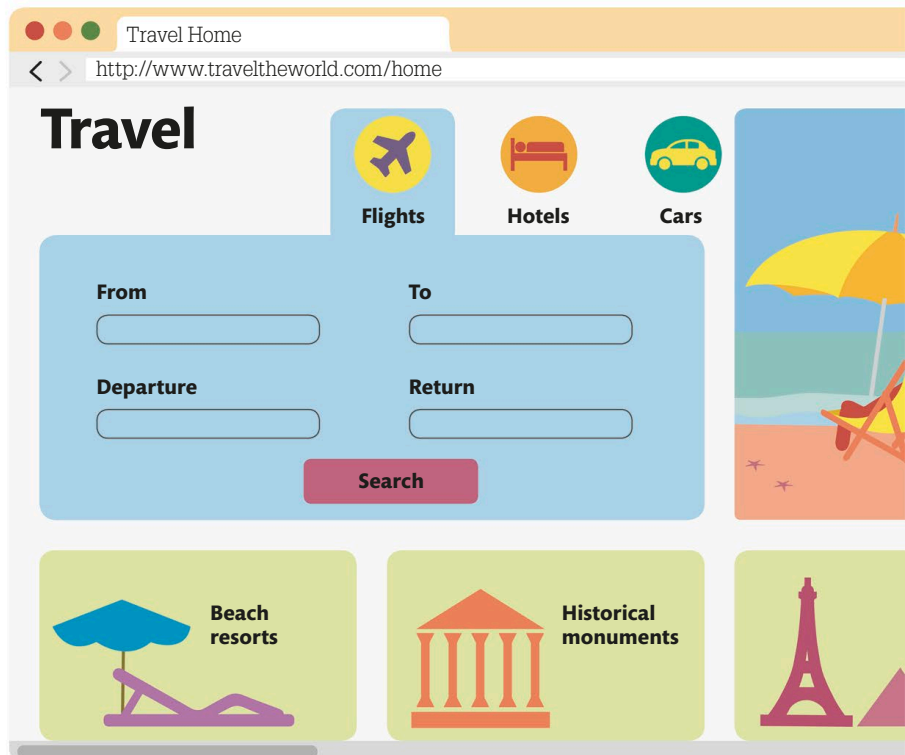 Travel Home
http://www.traveltheworld.com/home
Travel
Flights
Hotels
Cars
From
To
Departure
Return
Search
Beach
resorts
Historical
monuments